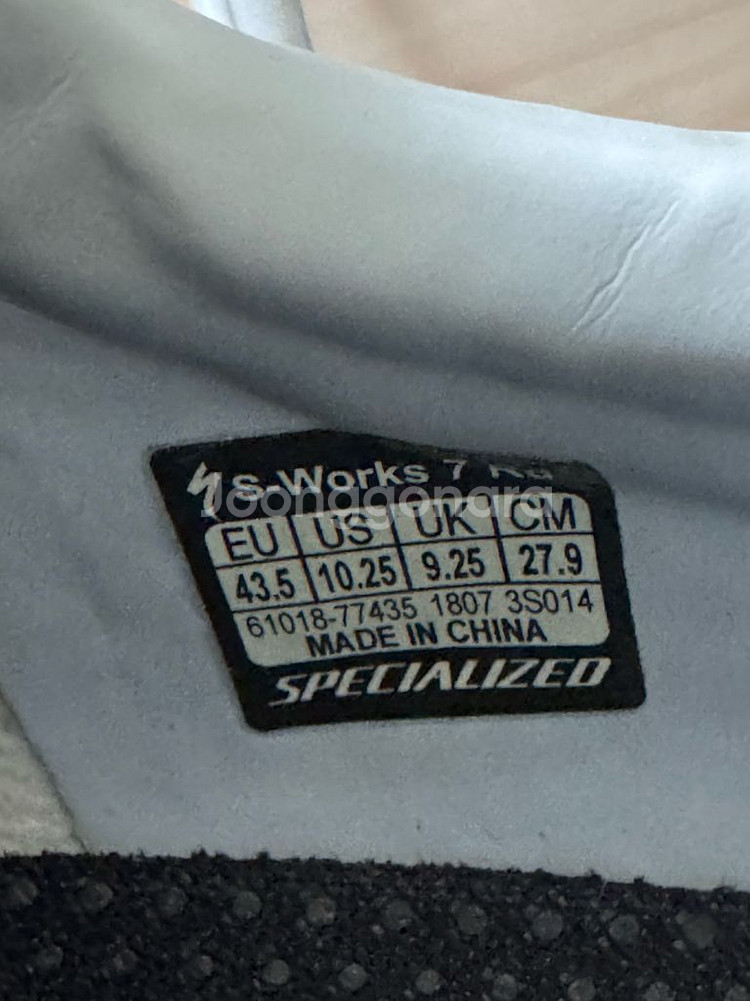 S-Works 7
Joonggonara
EU US UK CM
43.5 10.25 9.25 27.9
61018-77435 1807 3S014
MADE IN CHINA
SPECIALIZED